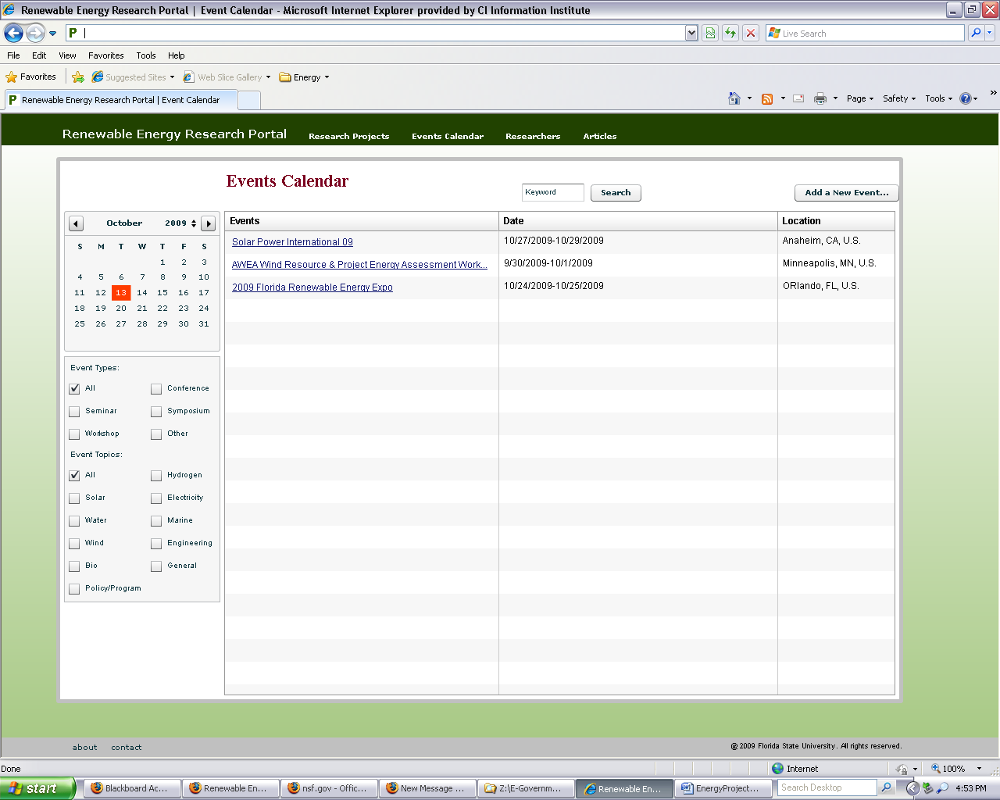 Renewable Energy Research Portal | Event Calendar - Microsoft Internet Explorer provided by CI Information Institute
P
Live Search
File Edit View Favorites Tools Help
Favorites Suggested Sites Web Slice Gallery Energy
P Renewable Energy Research Portal | Event Calendar Page Safety Tools
Renewable Energy Research Portal Research Projects Events Calendar Researchers Articles
Events Calendar
Keyword Search Add a New Event...
October 2009
S M T W T F S
1 2 3
4 5 6 7 8 9 10
11 12 13 14 15 16 17
18 19 20 21 22 23 24
25 26 27 28 29 30 31
Events Date Location
Solar Power International 09 10/27/2009-10/29/2009 Anaheim, CA, U.S.
AWEA Wind Resource & Project Energy Assessment Work... 9/30/2009-10/1/2009 Minneapolis, MN, U.S.
2009 Florida Renewable Energy Expo 10/24/2009-10/25/2009 ORlando, FL, U.S.
Event Types:
All Conference
Seminar Symposium
Workshop Other
Event Topics:
All Hydrogen
Solar Electricity
Water Marine
Wind Engineering
Bio General
Policy/Program
about contact @ 2009 Florida State University. All rights reserved.
Done Internet 100%
start Blackboard Ac... Renewable En... nsf.gov - Offic... New Message ... Z:\E-Governm... Renewable En... EnergyProject... Search Desktop 4:53 PM